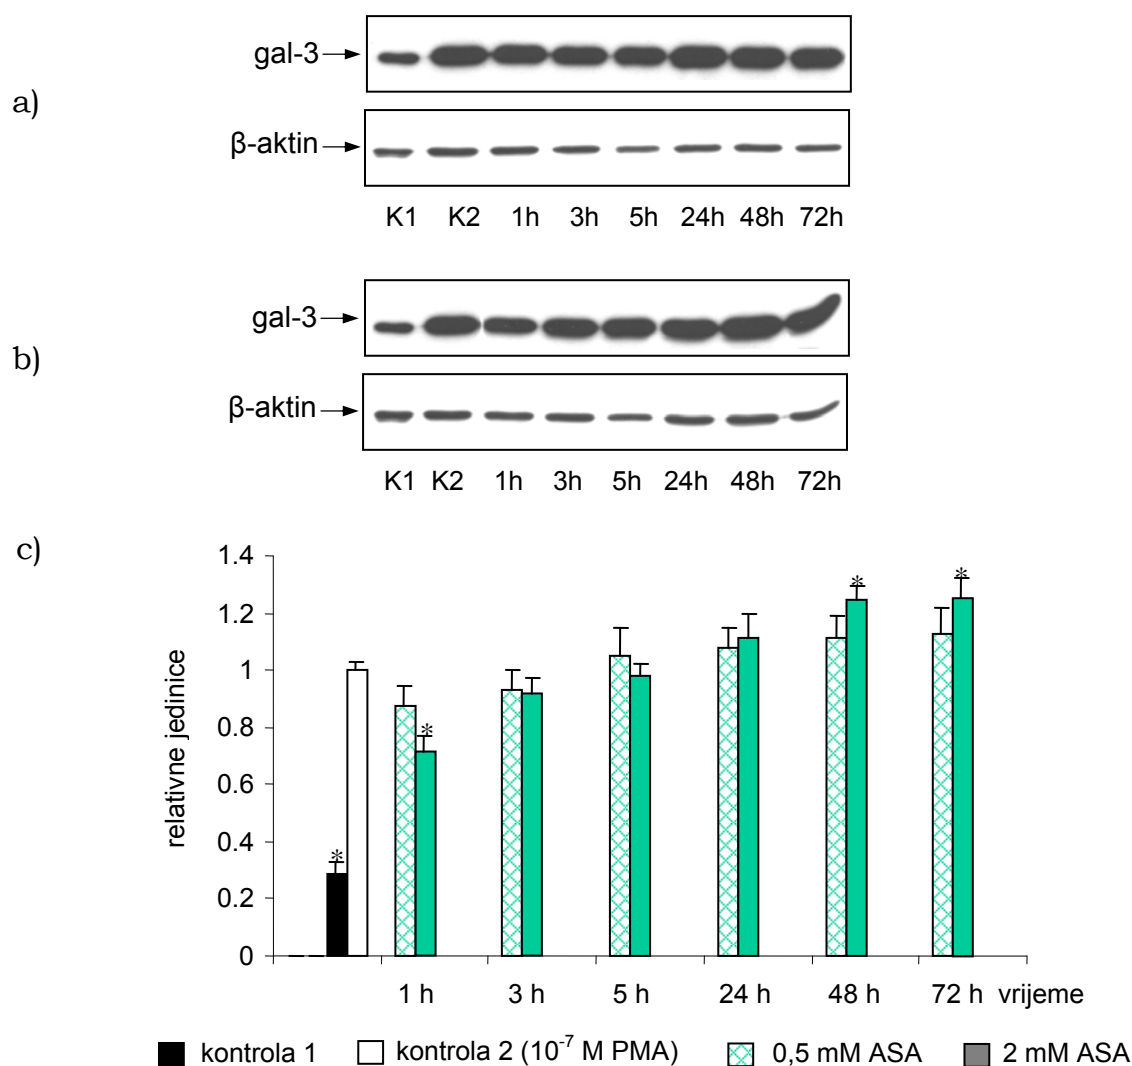 a)
gal-3
β-aktin
K1 K2 1h 3h 5h 24h 48h 72h
b)
gal-3
β-aktin
K1 K2 1h 3h 5h 24h 48h 72h
c)
relativne jedinice
1.4
1.2
1
0.8
0.6
0.4
0.2
0
*
*
*
*
1 h 3 h 5 h 24 h 48 h 72 h vrijeme
kontrola 1 kontrola 2 (10⁻⁷ M PMA) 0,5 mM ASA 2 mM ASA